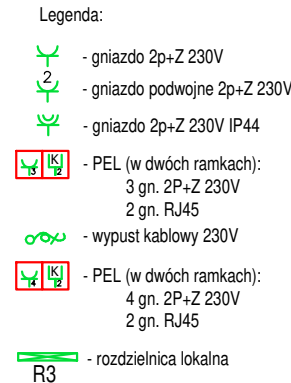 Legenda:
- gniazdo 2p+Z 230V
2
- gniazdo podwojne 2p+Z 230V
- gniazdo 2p+Z 230V IP44
3 K 2 - PEL (w dwóch ramkach):
3 gn. 2P+Z 230V
2 gn. RJ45
- wypust kablowy 230V
4 K 2 - PEL (w dwóch ramkach):
4 gn. 2P+Z 230V
2 gn. RJ45
- rozdzielnica lokalna
R3